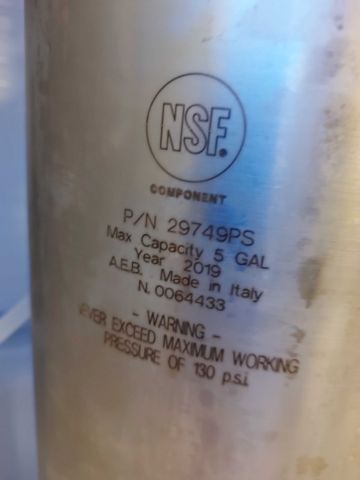 NSF®
COMPONENT
P/N 29749PS
Max Capacity 5 GAL
Year 2019
A.E.B. Made in Italy
N. 0064433
- WARNING -
NEVER EXCEED MAXIMUM WORKING
PRESSURE OF 130 p.s.i.